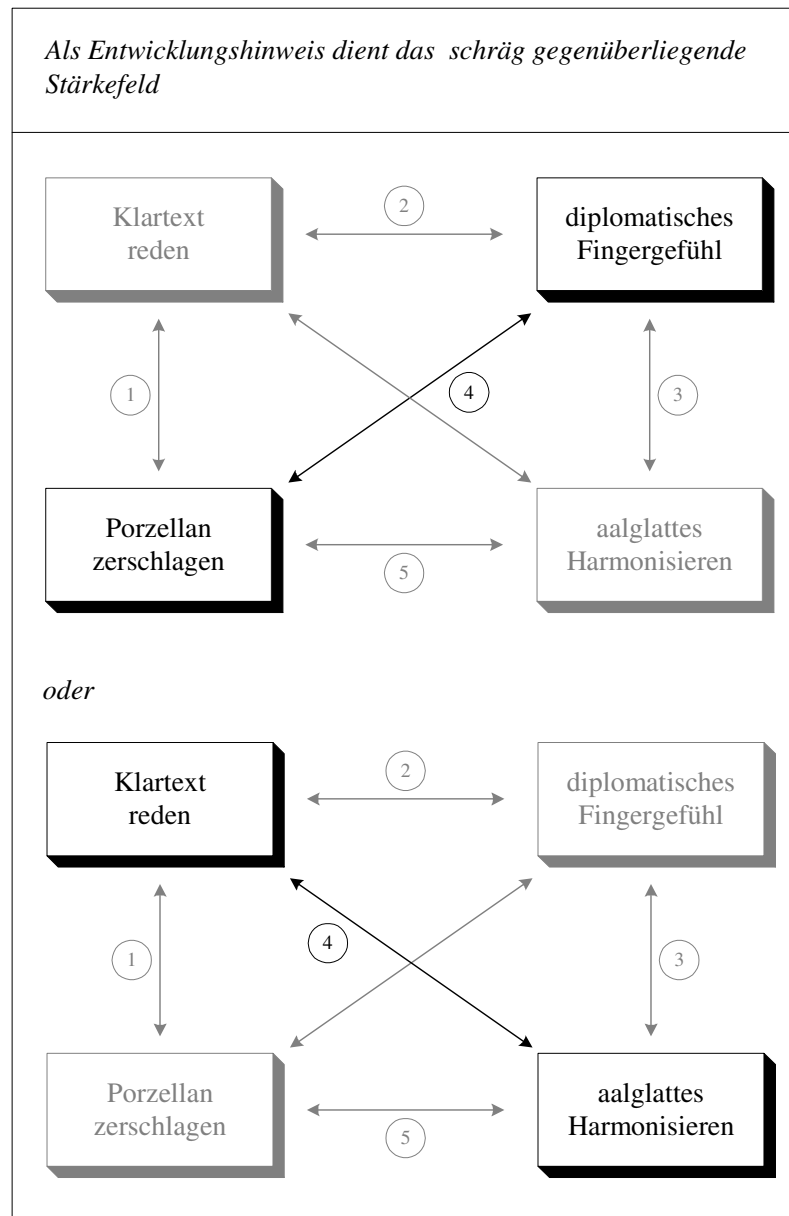 Als Entwicklungshinweis dient das schräg gegenüberliegende
Stärkefeld
Klartext
reden
2
diplomatisches
Fingergefühl
1
4
3
Porzellan
zerschlagen
5
aalglattes
Harmonisieren
oder
Klartext
reden
2
diplomatisches
Fingergefühl
1
4
3
Porzellan
zerschlagen
5
aalglattes
Harmonisieren